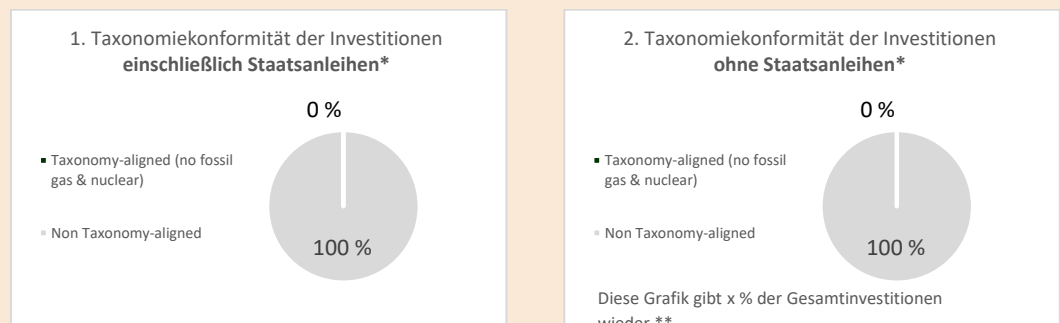 1. Taxonomiekonformität der Investitionen
einschließlich Staatsanleihen*
0 %
Taxonomy-aligned (no fossil
gas & nuclear)
Non Taxonomy-aligned
100 %
2. Taxonomiekonformität der Investitionen
ohne Staatsanleihen*
0 %
Taxonomy-aligned (no fossil
gas & nuclear)
Non Taxonomy-aligned
100 %
Diese Grafik gibt x % der Gesamtinvestitionen
wieder.**